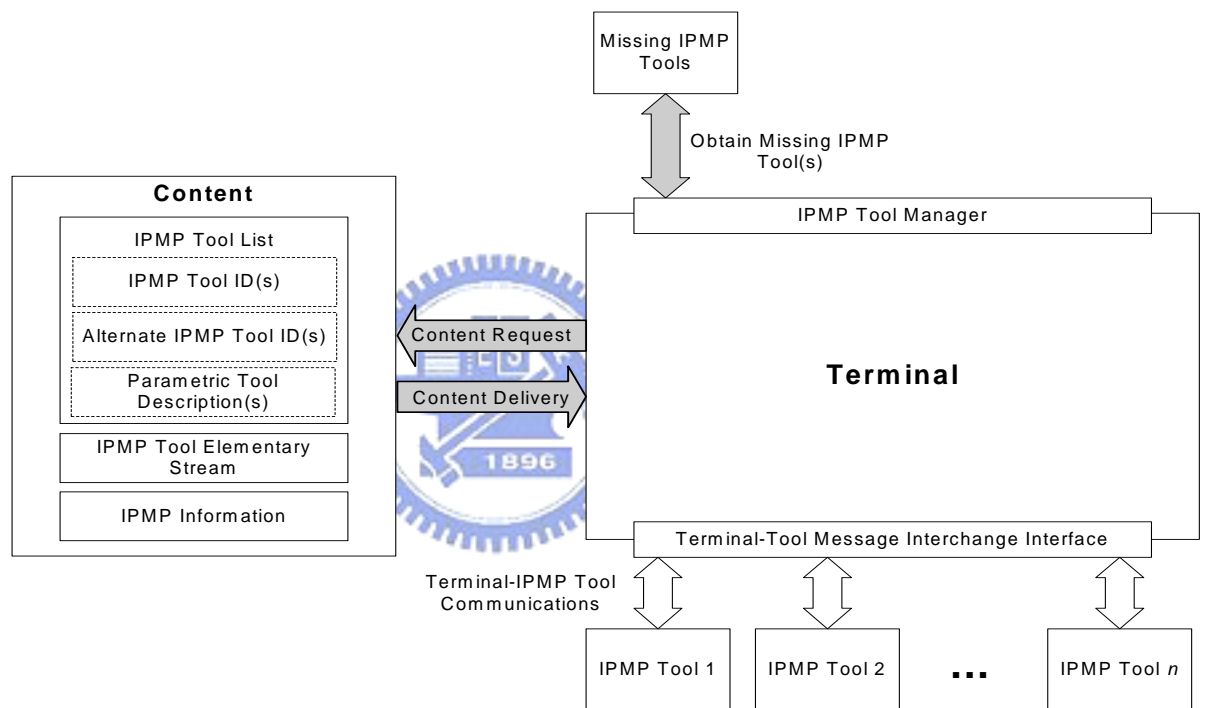 Missing IPMP
Tools
Obtain Missing IPMP
Tool(s)
Content
IPMP Tool List
IPMP Tool ID(s)
Alternate IPMP Tool ID(s)
Parametric Tool
Description(s)
IPMP Tool Elementary
Stream
IPMP Information
Content Request
Content Delivery
ES
1896
IPMP Tool Manager
Terminal
Terminal-Tool Message Interchange Interface
Terminal-IPMP Tool
Communications
IPMP Tool 1
IPMP Tool 2
...
IPMP Tool n